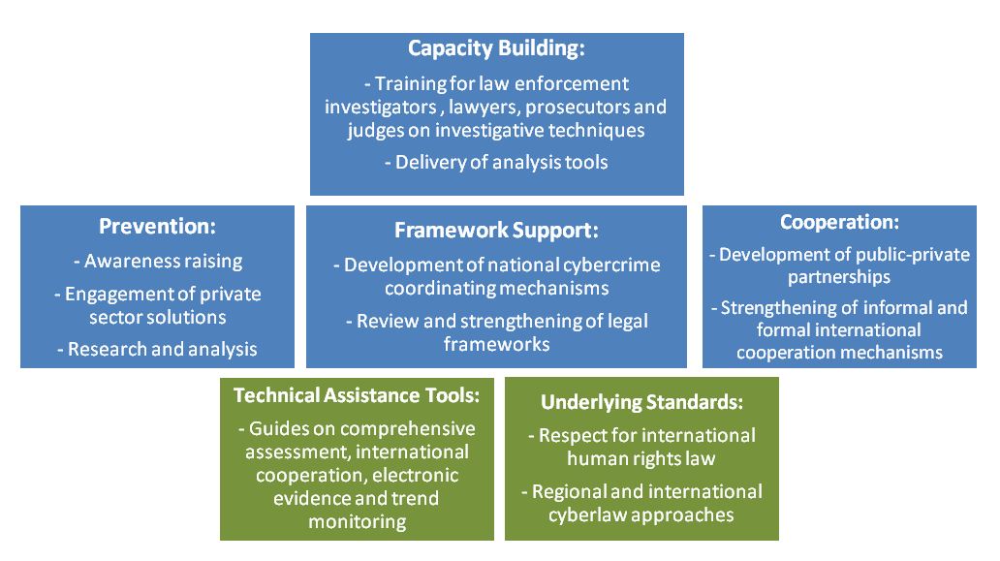 Capacity Building:
- Training for law enforcement
investigators , lawyers, prosecutors and
judges on investigative techniques
- Delivery of analysis tools
Prevention:
- Awareness raising
- Engagement of private
sector solutions
- Research and analysis
Framework Support:
- Development of national cybercrime
coordinating mechanisms
- Review and strengthening of legal
frameworks
Cooperation:
- Development of public-private
partnerships
- Strengthening of informal and
formal international
cooperation mechanisms
Technical Assistance Tools:
- Guides on comprehensive
assessment, international
cooperation, electronic
evidence and trend
monitoring
Underlying Standards:
- Respect for international
human rights law
- Regional and international
cyberlaw approaches